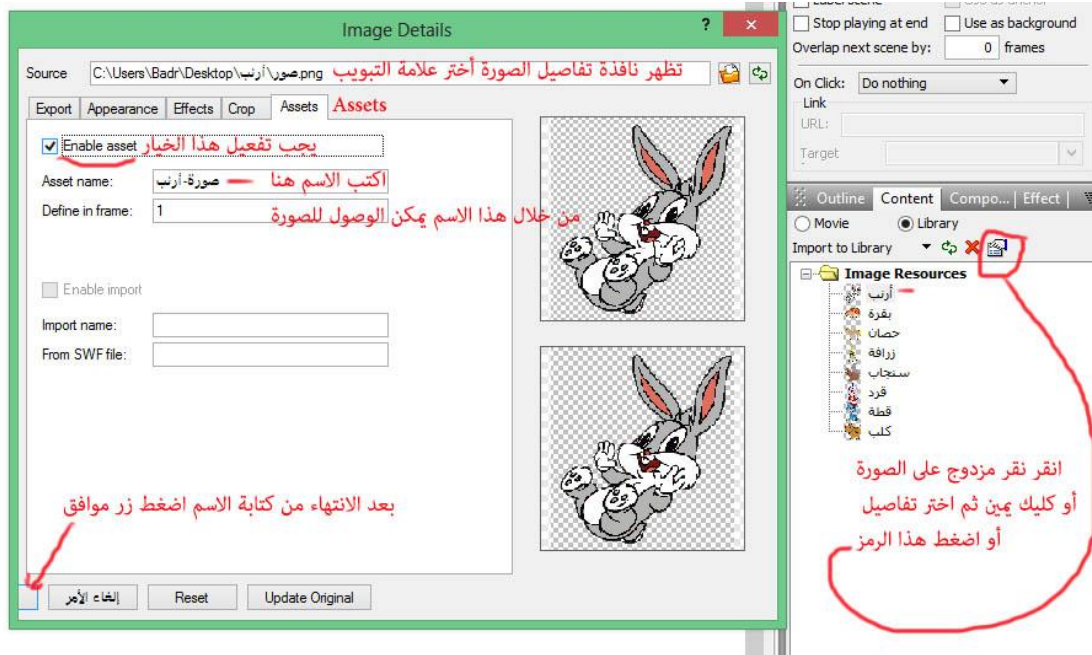 Image Details
?
×
Source
C:\Users\Badr\Desktop\صور\أرنب.png
تظهر نافذة تفاصيل الصورة أختر علامة التبويب
Export
Appearance
Effects
Crop
Assets
Assets
Enable asset
يجب تفعيل هذا الخيار
Asset name:
صورة-أرنب
اكتب الاسم هنا
Define in frame:
1
من خلال هذا الاسم يمكن الوصول للصورة
Enable import
Import name:
From SWF file:
بعد الانتهاء من كتابة الاسم اضغط زر موافق
إلغاء الأمر
Reset
Update Original
Stop playing at end
Use as background
Overlap next scene by:
0
frames
On Click:
Do nothing
Link
URL:
Target
Outline
Content
Compo...
Effect
Movie
Library
Import to Library
Image Resources
أرنب
بقرة
حصان
زرافة
سنجاب
قرد
قطة
كلب
انقر نقر مزدوج على الصورة
أو كليك يمين ثم اختر تفاصيل
أو اضغط هذا الرمز